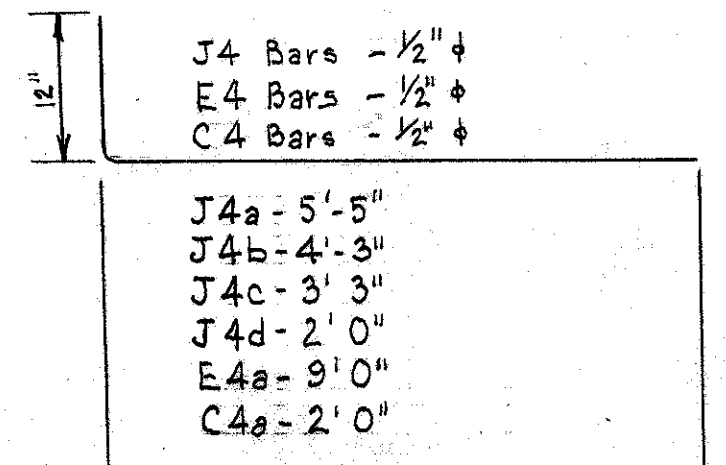 12"
J4 Bars - 1/2" ϕ
E4 Bars - 1/2" ϕ
C4 Bars - 1/2" ϕ
J4a - 5'-5"
J4b - 4'-3"
J4c - 3' 3"
J4d - 2' 0"
E4a - 9' 0"
C4a - 2' 0"